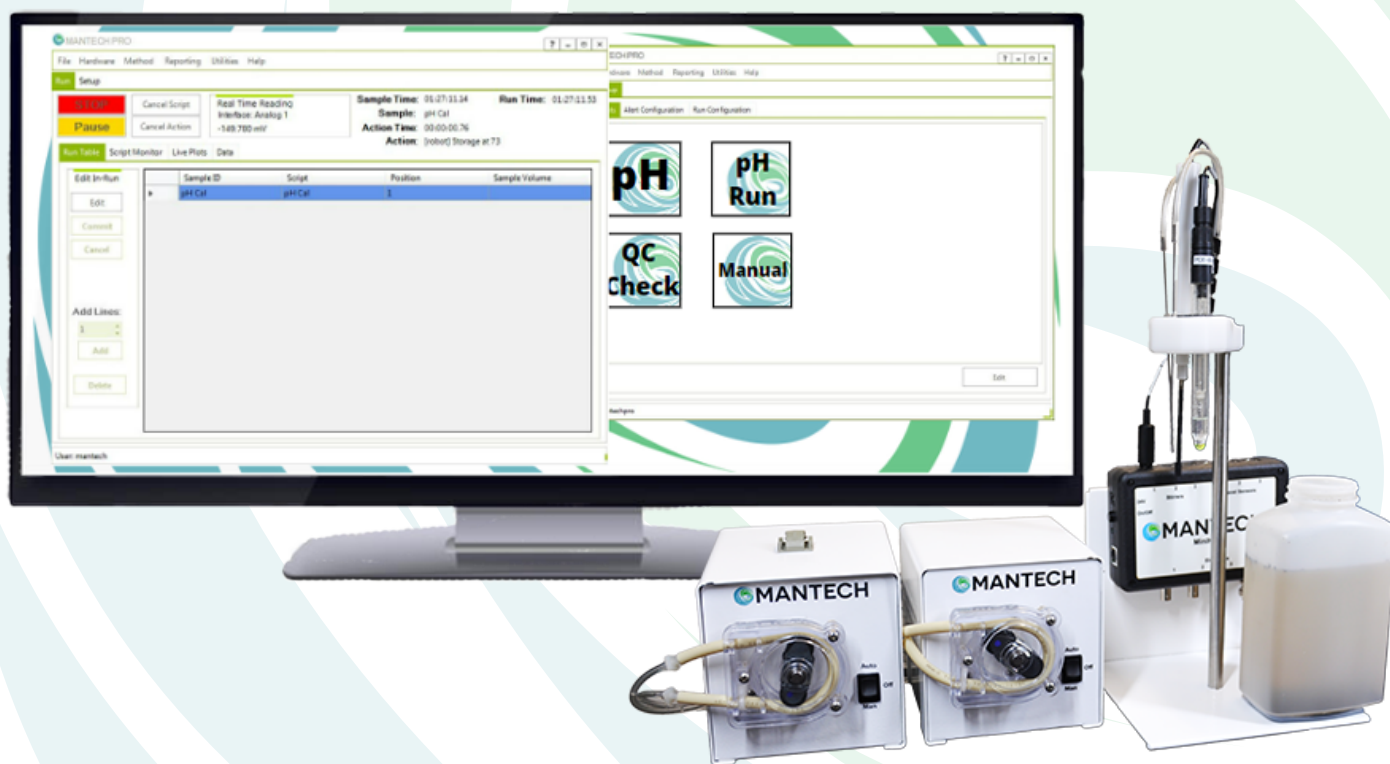 MANTECH PRO
File Hardware Method Reporting Utilities Help
Run Setup
STOP
Cancel Script
Pause
Cancel Action
Real Time Reading
Interface: Analog 1
-149.780 mV
Sample Time: 01:27:11.14
Run Time: 01:27:11.53
Sample: pH Cal
Action Time: 00:00:00.76
Action: (robot) Storage at 73
Run Table Script Monitor Live Plots Data
Edit In-Run
Edit
Commit
Cancel
Add Lines:
1
Add
Delete
Sample ID Script Position Sample Volume
pH Cal pH Cal 1
User: mantech
Method Reporting Utilities Help
Alert Configuration Run Configuration
pH
pH
Run
QC
Check
Manual
Edit
MANTECH
Auto
Off
Man
MANTECH
Auto
Off
Man